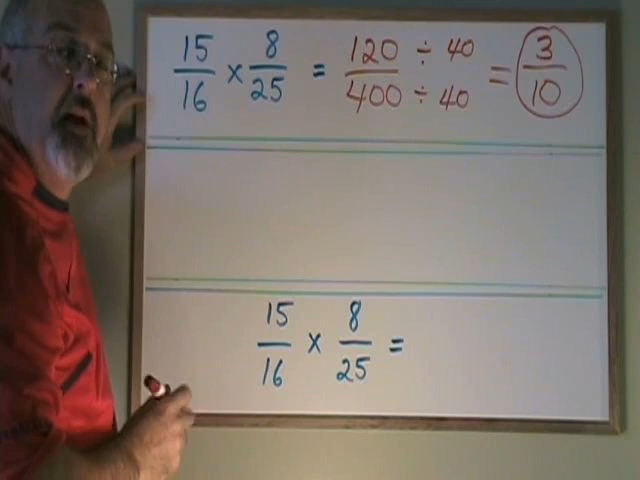 15/16 x 8/25 = 120/400 ÷ 40/÷ 40 = 3/10
15/16 x 8/25 =